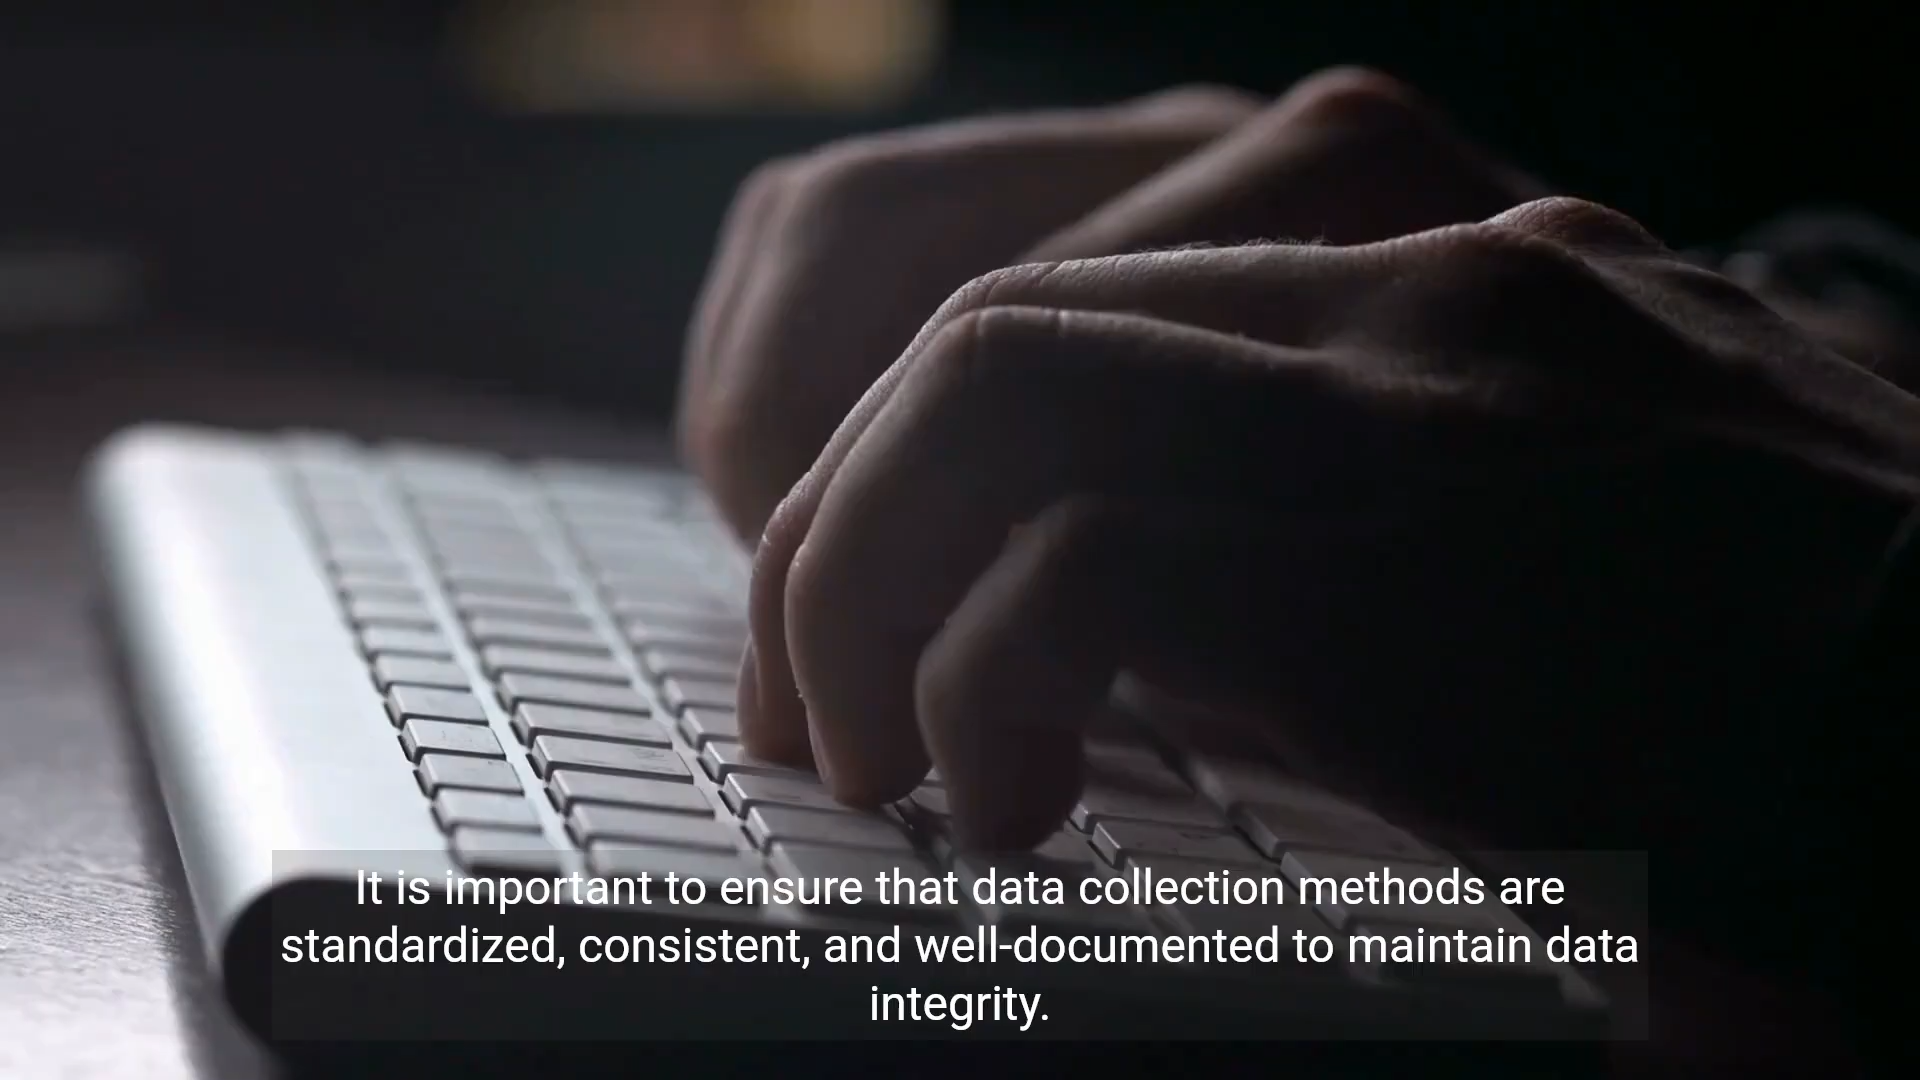 It is important to ensure that data collection methods are
standardized, consistent, and well-documented to maintain data
integrity.